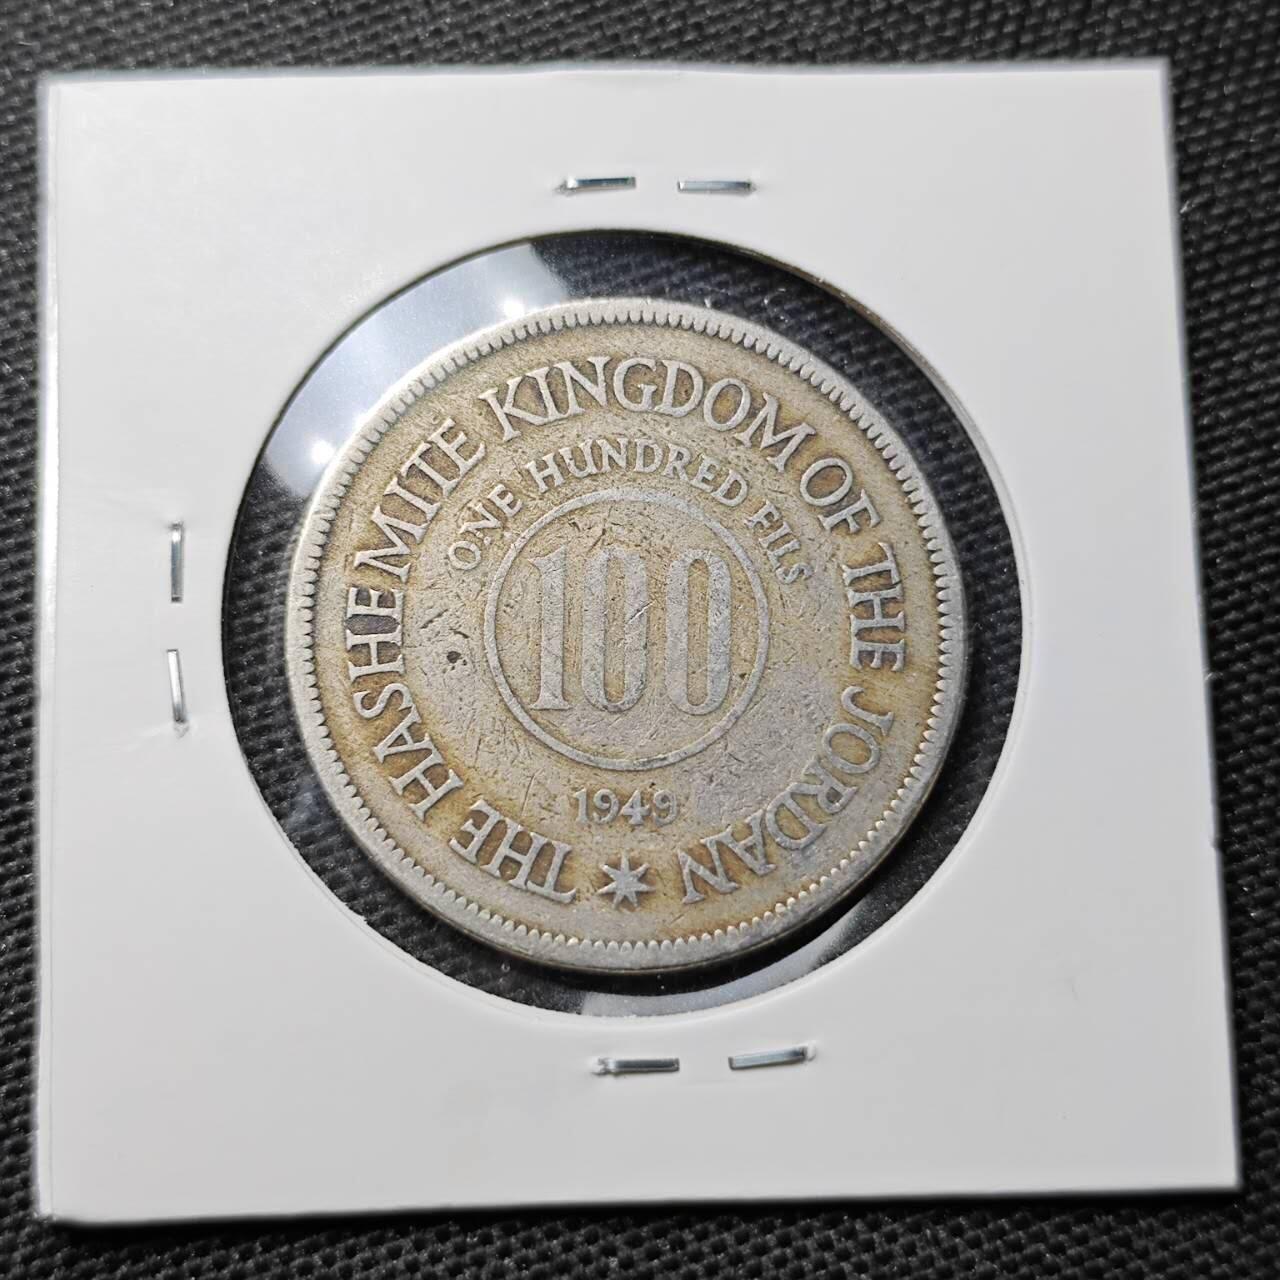 THE HASHEMITE KINGDOM OF THE JORDAN
ONE HUNDRED FILS
100
1949